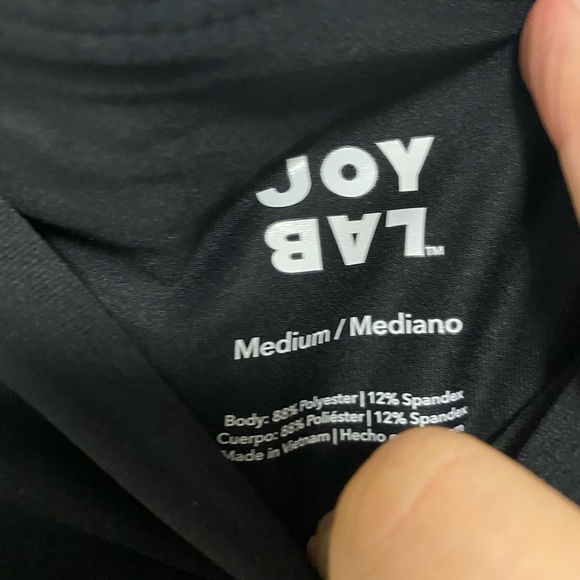 JOY
LAB™
Medium / Mediano
Body: 88% Polyester | 12% Spandex
Cuerpo: 88% Poliéster | 12% Spandex
Made in Vietnam | Hecho